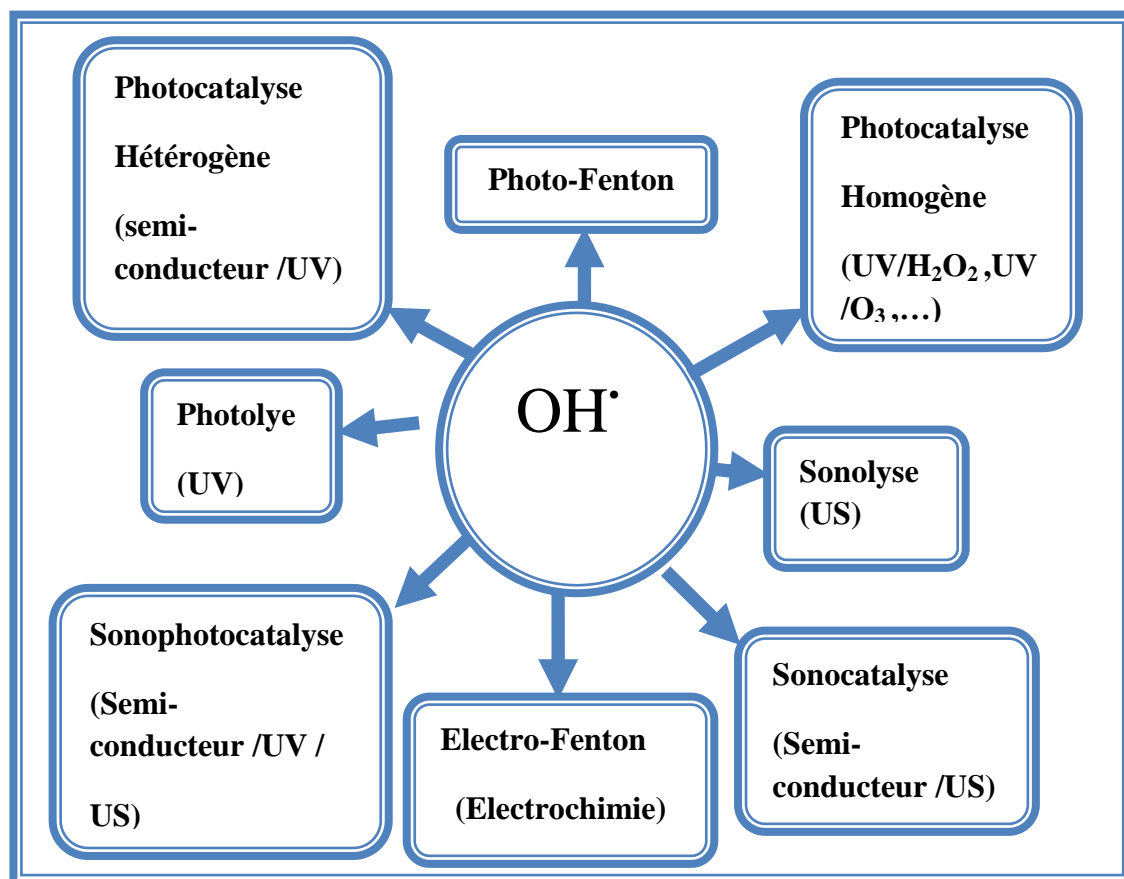 Photocatalyse
Hétérogène
(semi-
conducteur /UV)
Photo-Fenton
Photocatalyse
Homogène
(UV/H₂O₂ ,UV
/O₃ ,…)
OH•
Photolye
(UV)
Sonolyse
(US)
Sonophotocatalyse
(Semi-
conducteur /UV /
US)
Electro-Fenton
(Electrochimie)
Sonocatalyse
(Semi-
conducteur /US)